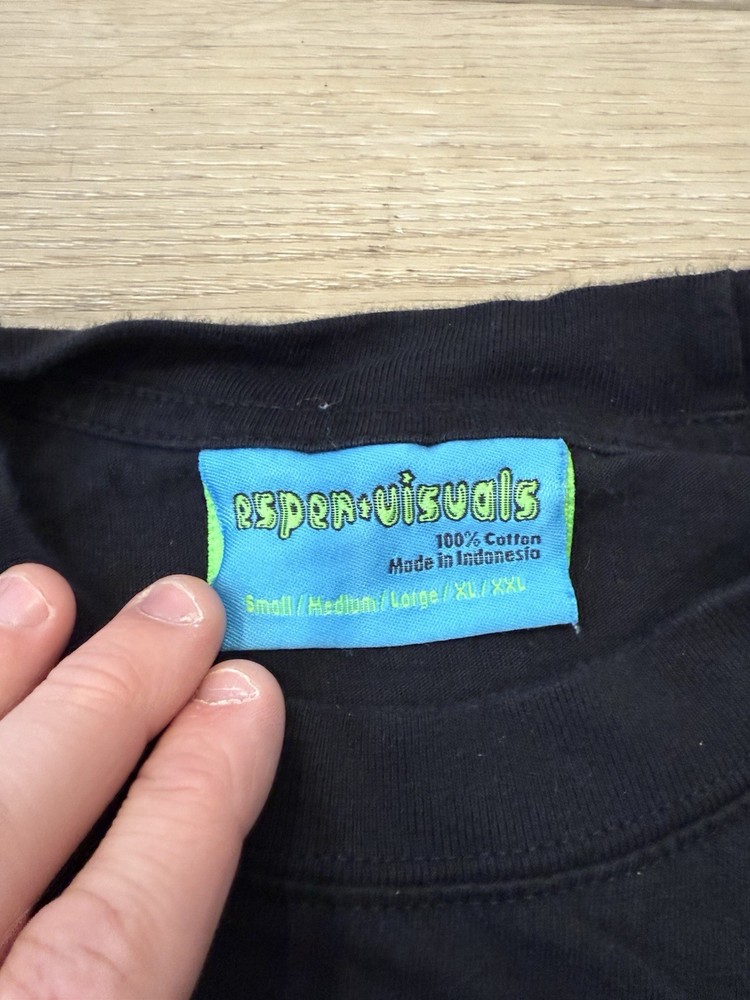 espen+visuals
100% Cotton
Made in Indonesia
Small / Medium / Large / XL / XXL